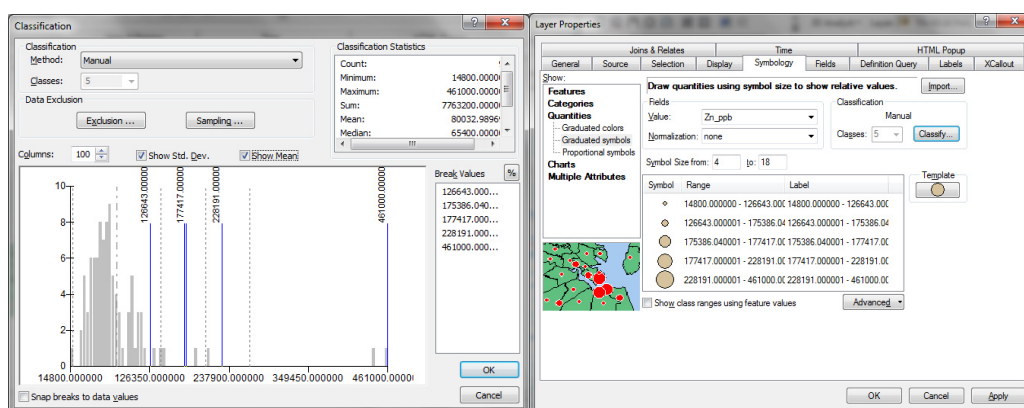 Classification
Classification
Method: Manual
Classes: 5
Data Exclusion
Exclusion ... Sampling ...
Classification Statistics
Count:
Minimum: 14800.0000
Maximum: 461000.000
Sum: 7763200.000
Mean: 80032.9896
Median: 65400.0000
Columns: 100 Show Std. Dev. Show Mean
Break Values %
126643.000...
175386.040...
177417.000...
228191.000...
461000.000...
126643.00000
177417.00000
228191.00000
461000.00000
10
8
6
4
2
0
14800.000000 126350.000000 237900.000000 349450.000000 461000.0000
Snap breaks to data values
OK
Cancel
Layer Properties
Joins & Relates Time HTML Popup
General Source Selection Display Symbology Fields Definition Query Labels XCallout
Show:
Features
Categories
Quantities
Graduated colors
Graduated symbols
Proportional symbols
Charts
Multiple Attributes
Draw quantities using symbol size to show relative values. Import...
Fields
Value: Zn_ppb
Normalization: none
Classification
Manual
Classes: 5 Classify...
Symbol Size from: 4 to: 18
Template
Symbol Range Label
14800.000000 - 126643.000 14800.000000 - 126643.000
126643.000001 - 175386.04 126643.000001 - 175386.04
175386.040001 - 177417.00 175386.040001 - 177417.00
177417.000001 - 228191.00 177417.000001 - 228191.00
228191.000001 - 461000.00 228191.000001 - 461000.00
Show class ranges using feature values Advanced
OK Cancel Apply